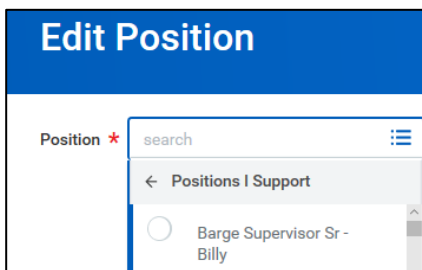 Edit Position
Position * search
← Positions I Support
Barge Supervisor Sr -
Billy